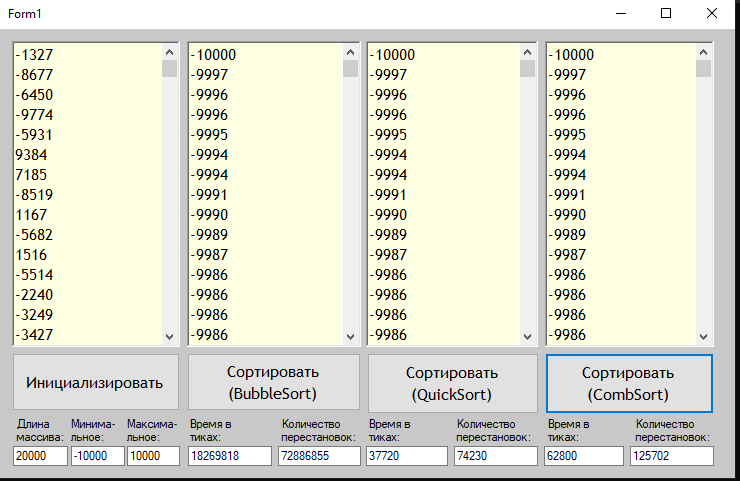 Form1
-1327
-8677
-6450
-9774
-5931
9384
7185
-8519
1167
-5682
1516
-5514
-2240
-3249
-3427
-10000
-9997
-9996
-9996
-9995
-9994
-9994
-9991
-9990
-9989
-9987
-9986
-9986
-9986
-9986
-10000
-9997
-9996
-9996
-9995
-9994
-9994
-9991
-9990
-9989
-9987
-9986
-9986
-9986
-9986
-10000
-9997
-9996
-9996
-9995
-9994
-9994
-9991
-9990
-9989
-9987
-9986
-9986
-9986
-9986
Инициализировать
Сортировать
(BubbleSort)
Сортировать
(QuickSort)
Сортировать
(CombSort)
Длина
массива:
20000
Минима-
льное:
-10000
Максима-
льное:
10000
Время в
тиках:
18269818
Количество
перестановок:
72886855
Время в
тиках:
37720
Количество
перестановок:
74230
Время в
тиках:
62800
Количество
перестановок:
125702